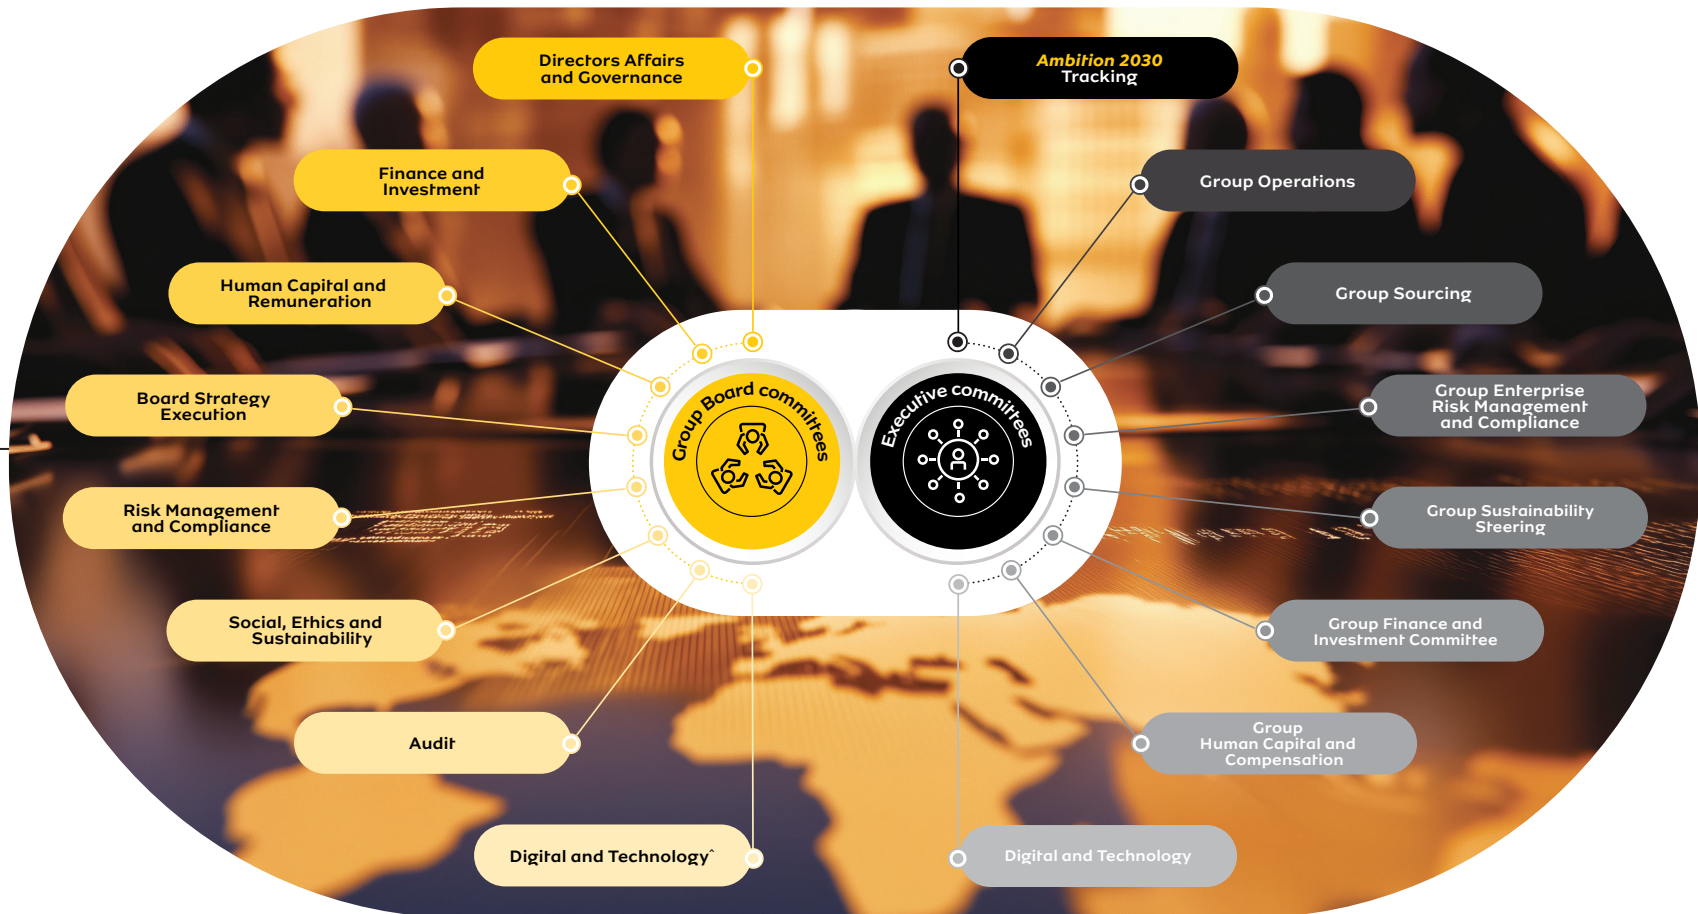 Directors Affairs
and Governance
Finance and
Investment
Human Capital and
Remuneration
Board Strategy
Execution
Risk Management
and Compliance
Social, Ethics and
Sustainability
Audit
Digital and Technology^
Group Board committees
Executive committees
Ambition 2030
Tracking
Group Operations
Group Sourcing
Group Enterprise
Risk Management
and Compliance
Group Sustainability
Steering
Group Finance and
Investment Committee
Group
Human Capital and
Compensation
Digital and Technology